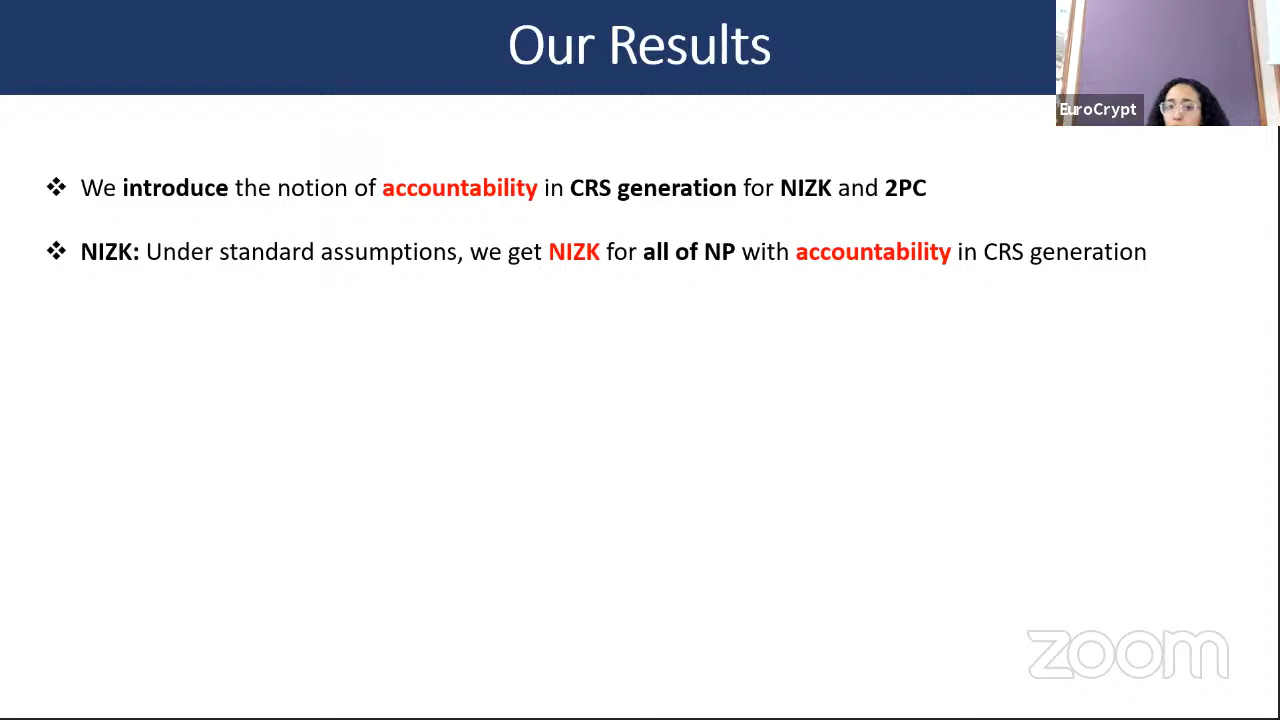 Our Results
EuroCrypt
❖ We introduce the notion of accountability in CRS generation for NIZK and 2PC
❖ NIZK: Under standard assumptions, we get NIZK for all of NP with accountability in CRS generation
zoom